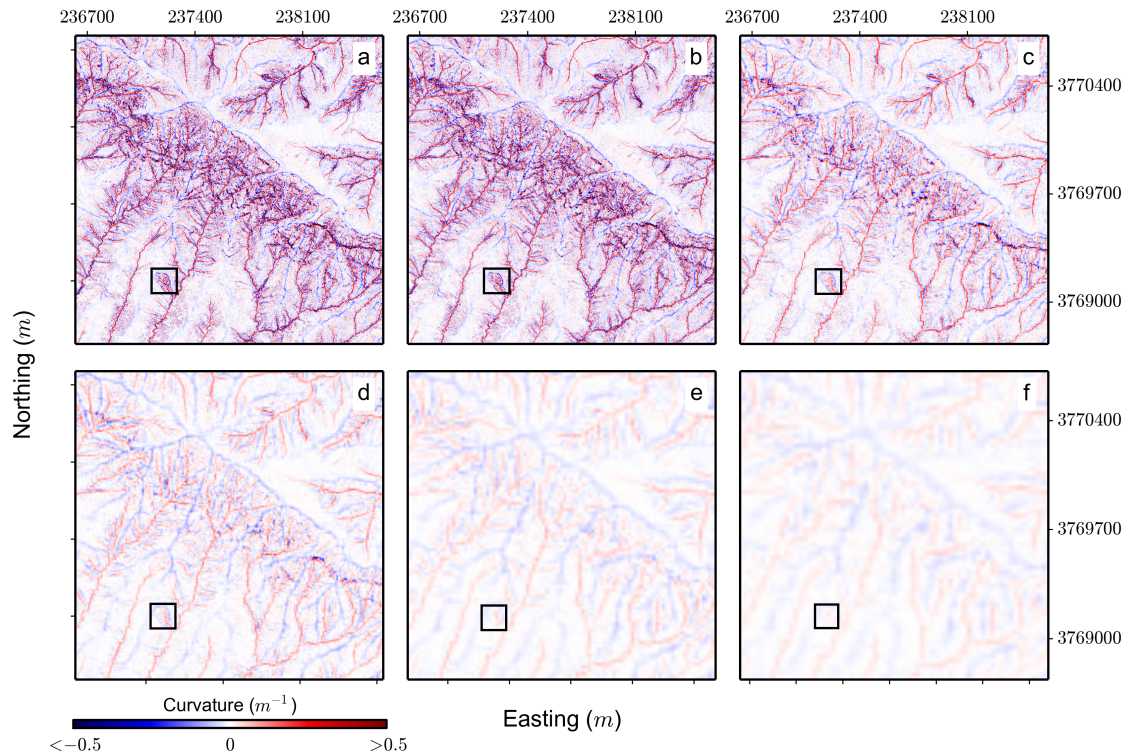 236700 237400 238100 236700 237400 238100 236700 237400 238100
a b c
3770400
3769700
3769000
Northing (m)
d e f
3770400
3769700
3769000
Curvature (m⁻¹)
<−0.5 0 >0.5
Easting (m)